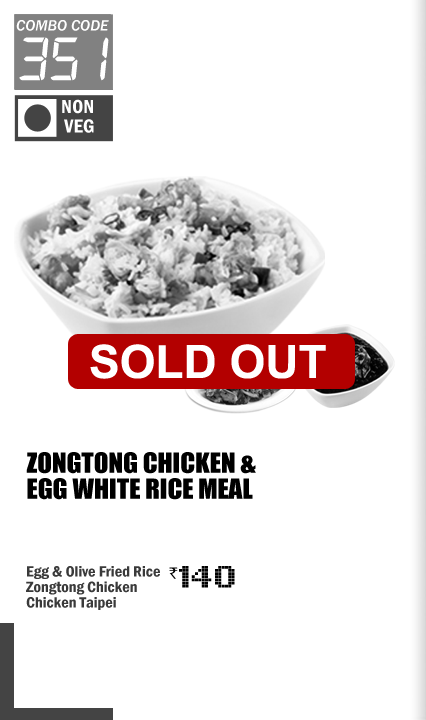 COMBO CODE
351
NON
VEG
SOLD OUT
ZONGTONG CHICKEN &
EGG WHITE RICE MEAL
Egg & Olive Fried Rice ₹140
Zongtong Chicken
Chicken Taipei